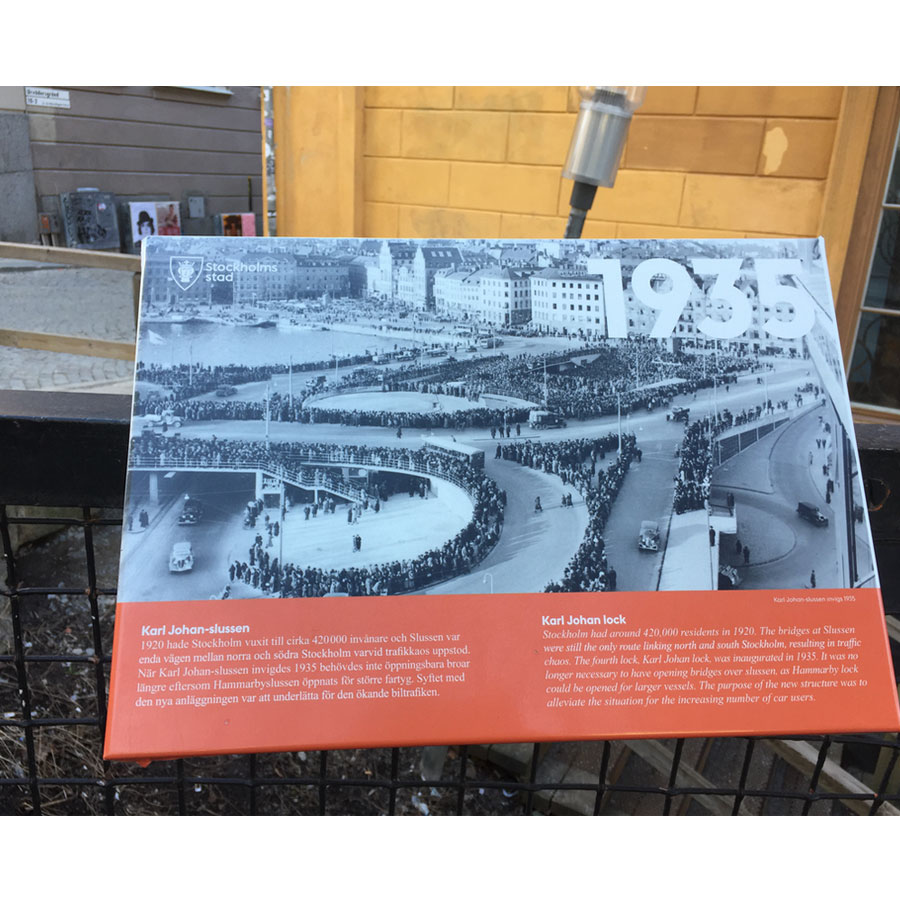 Stockholms
stad
1935
Karl Johan-slussen invigs 1935
Karl Johan-slussen
1920 hade Stockholm vuxit till cirka 420 000 invånare och Slussen var
enda vägen mellan norra och södra Stockholm varvid trafikkaos uppstod.
När Karl Johan-slussen invigdes 1935 behövdes inte öppningsbara broar
längre eftersom Hammarbyslussen öppnats för större fartyg. Syftet med
den nya anläggningen var att underlätta för den ökande biltrafiken.
Karl Johan lock
Stockholm had around 420,000 residents in 1920. The bridges at Slussen
were still the only route linking north and south Stockholm, resulting in traffic
chaos. The fourth lock, Karl Johan lock, was inaugurated in 1935. It was no
longer necessary to have opening bridges over slussen, as Hammarby lock
could be opened for larger vessels. The purpose of the new structure was to
alleviate the situation for the increasing number of car users.